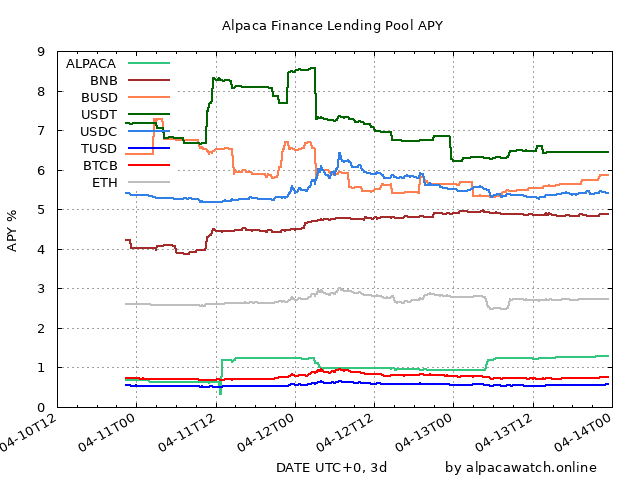 Alpaca Finance Lending Pool APY
9
8
7
6
5
4
3
2
1
0
APY %
ALPACA
BNB
BUSD
USDT
USDC
TUSD
BTCB
ETH
04-10T12
04-11T00
04-11T12
04-12T00
04-12T12
04-13T00
04-13T12
04-14T00
DATE UTC+0, 3d
by alpacawatch.online